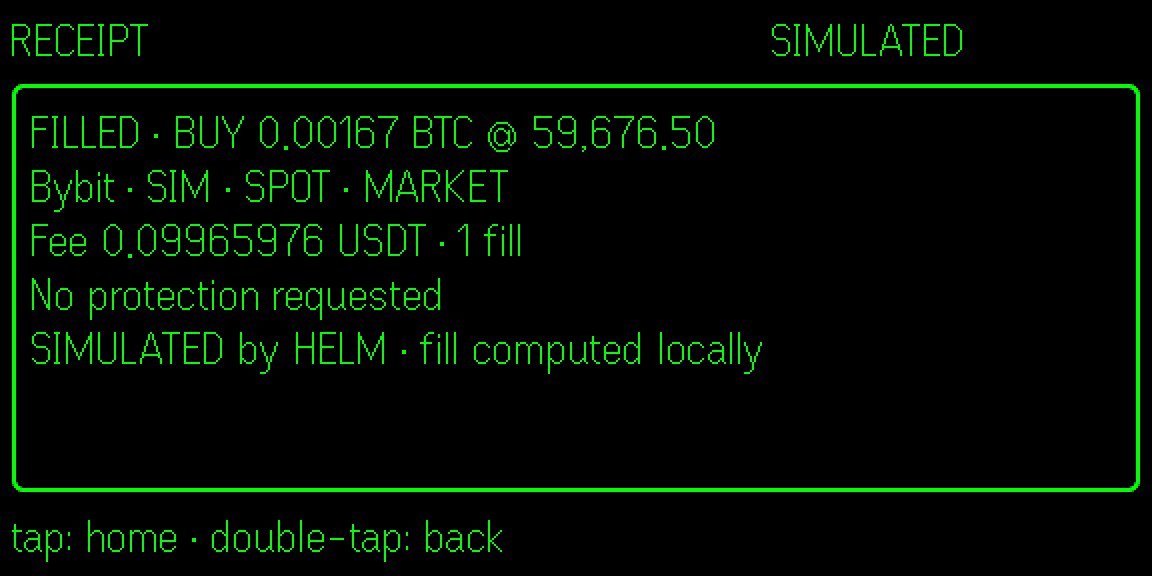 RECEIPT SIMULATED
FILLED · BUY 0.00167 BTC @ 59,676.50
Bybit · SIM · SPOT · MARKET
Fee 0.09965976 USDT · 1 fill
No protection requested
SIMULATED by HELM · fill computed locally
tap: home · double-tap: back